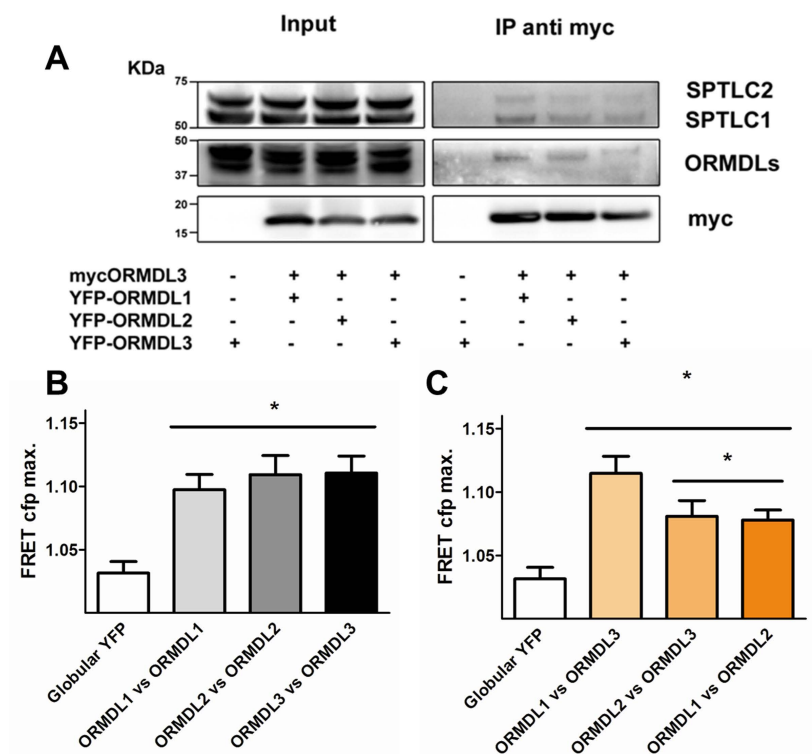 Input
IP anti myc
A
KDa
75
50
50
37
20
15
SPTLC2
SPTLC1
ORMDLs
myc
mycORMDL3 - + + + - + + +
YFP-ORMDL1 - + - - - + - -
YFP-ORMDL2 - - + - - - + -
YFP-ORMDL3 + - - + + - - +
B
FRET cfp max.
1.15
1.10
1.05
*
Globular YFP
ORMDL1 vs ORMDL1
ORMDL2 vs ORMDL2
ORMDL3 vs ORMDL3
C
FRET cfp max.
1.15
1.10
1.05
*
*
Globular YFP
ORMDL1 vs ORMDL3
ORMDL2 vs ORMDL3
ORMDL1 vs ORMDL2